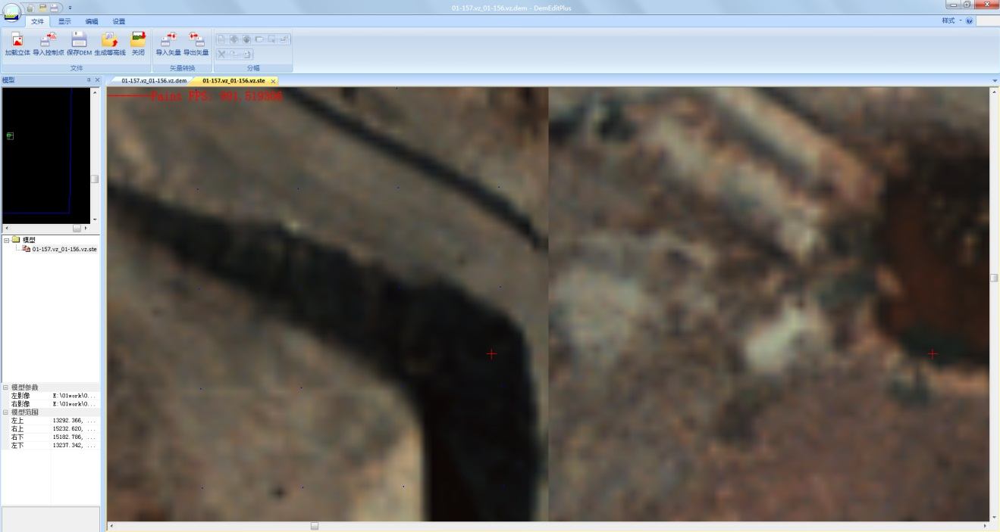 01-157.vz_01-156.vz.dem - DemEditPlus
文件 显示 编辑 设置 样式
加载立体 导入控制点 保存DEM 生成等高线 关闭 导入矢量 导出矢量
文件 矢量转换 分幅
模型 01-157.vz_01-156.vz.dem 01-157.vz_01-156.vz.ste
Paint FPS: 991.519306
模型
01-157.vz_01-156.vz.ste
模型参数
左影像 E:\01work\0...
右影像 E:\01work\0...
模型范围
左上 13292.366, ...
右上 15232.620, ...
右下 15182.786, ...
左下 13237.342, ...